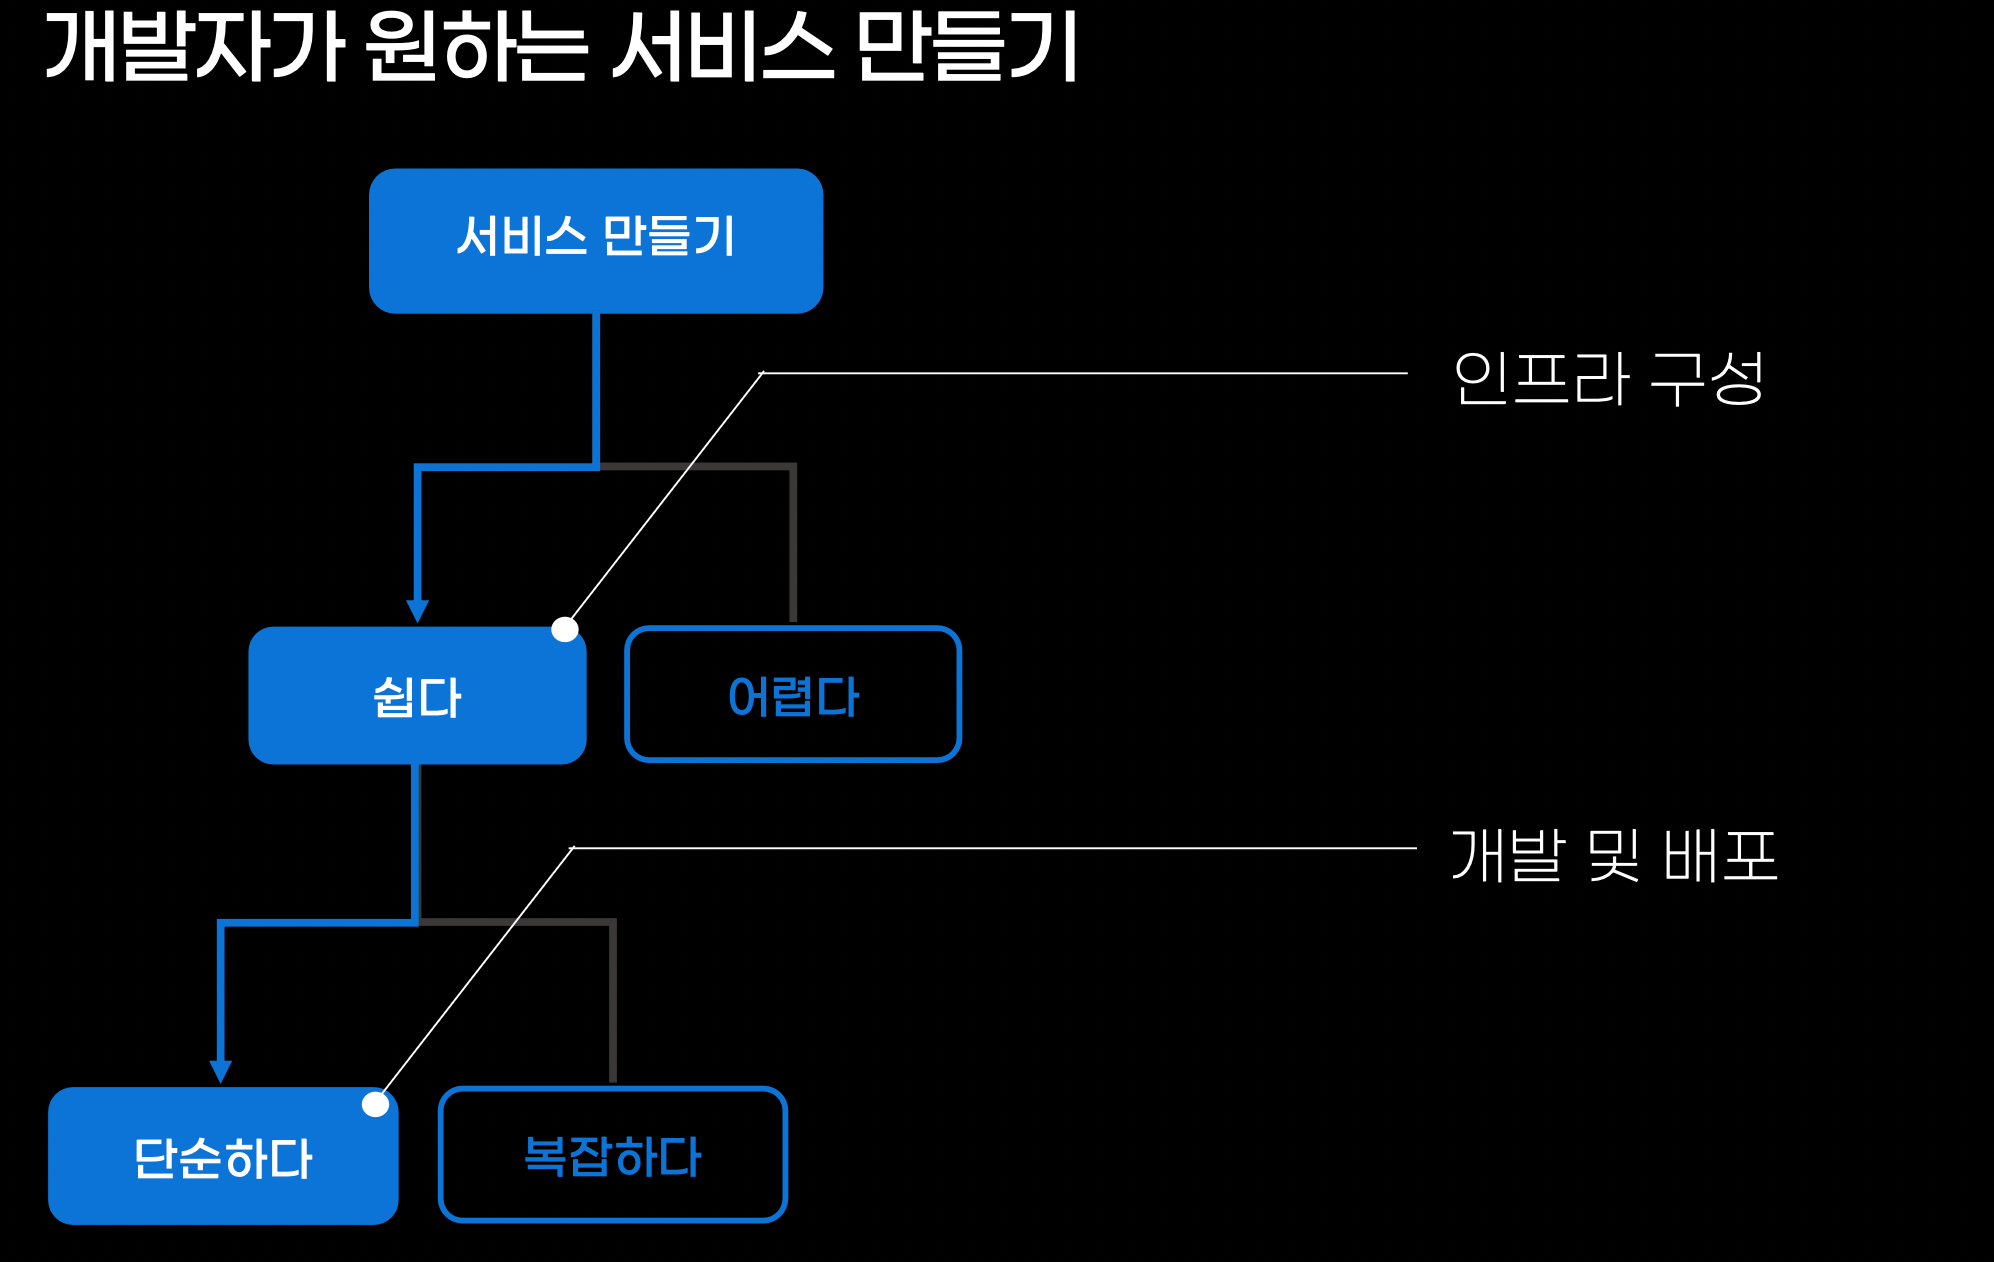 개발자가 원하는 서비스 만들기
서비스 만들기
인프라 구성
쉽다
어렵다
개발 및 배포
단순하다
복잡하다